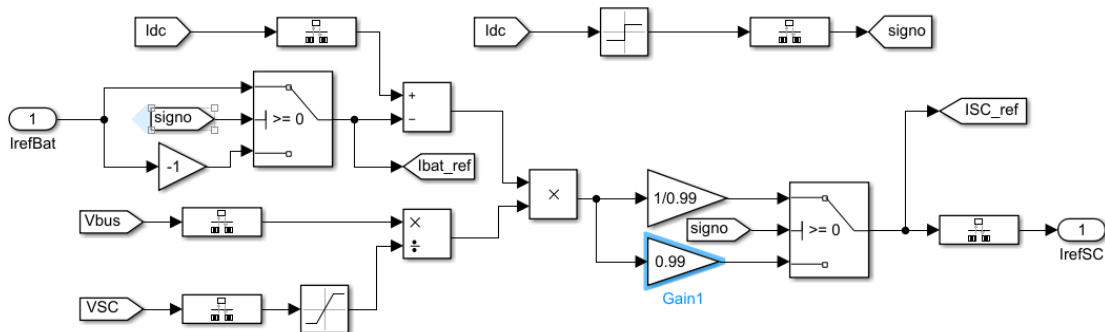 Idc
Idc
signo
1
IrefBat
signo
>= 0
-1
+
−
Ibat_ref
ISC_ref
Vbus
×
÷
×
1/0.99
signo
>= 0
0.99
Gain1
1
IrefSC
VSC